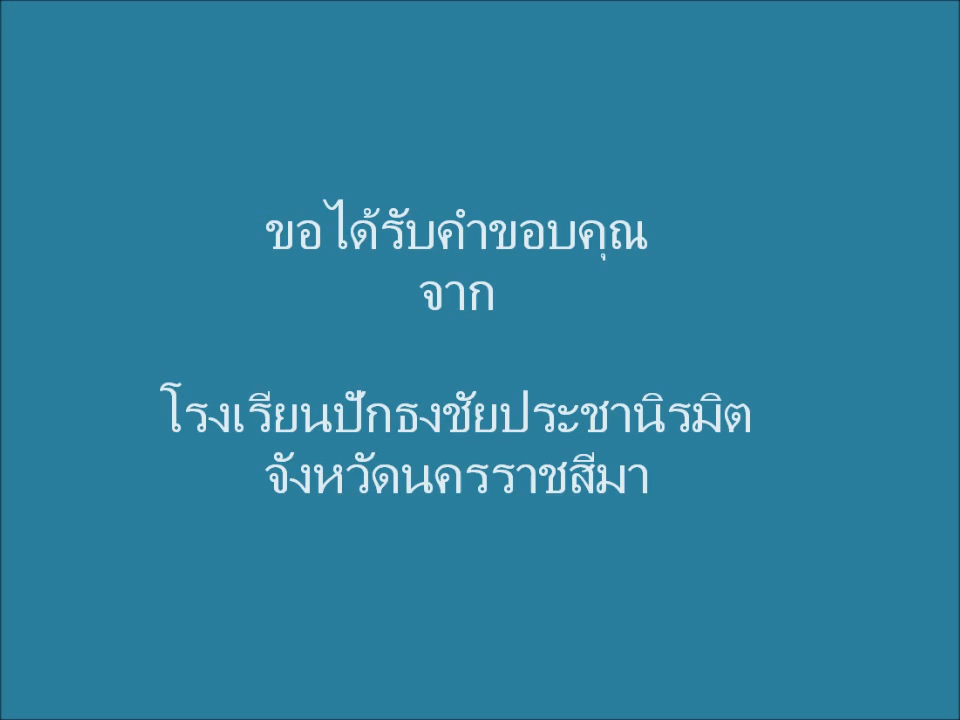 ขอได้รับคำขอบคุณ
จาก
โรงเรียนปักธงชัยประชานิรมิต
จังหวัดนครราชสีมา